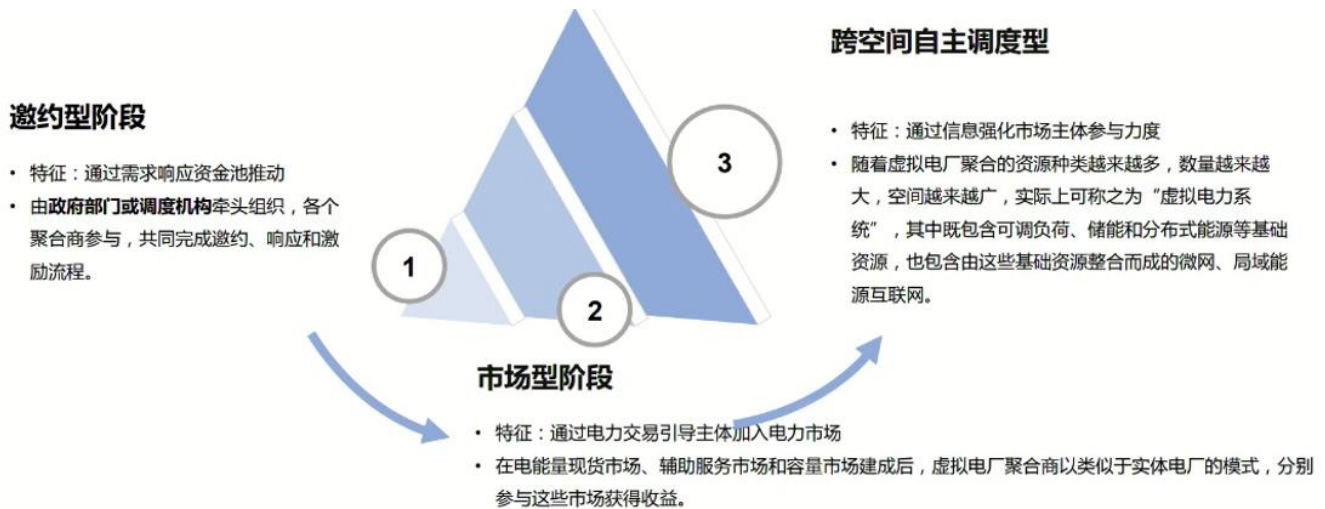 邀约型阶段
• 特征：通过需求响应资金池推动
• 由政府部门或调度机构牵头组织，各个
聚合商参与，共同完成邀约、响应和激
励流程。
1
2
3
市场型阶段
• 特征：通过电力交易引导主体加入电力市场
• 在电能量现货市场、辅助服务市场和容量市场建成后，虚拟电厂聚合商以类似于实体电厂的模式，分别
参与这些市场获得收益。
跨空间自主调度型
• 特征：通过信息强化市场主体参与力度
• 随着虚拟电厂聚合的资源种类越来越多，数量越来越
大，空间越来越广，实际上可称之为“虚拟电力系
统”，其中既包含可调负荷、储能和分布式能源等基础
资源，也包含由这些基础资源整合而成的微网、局域能
源互联网。